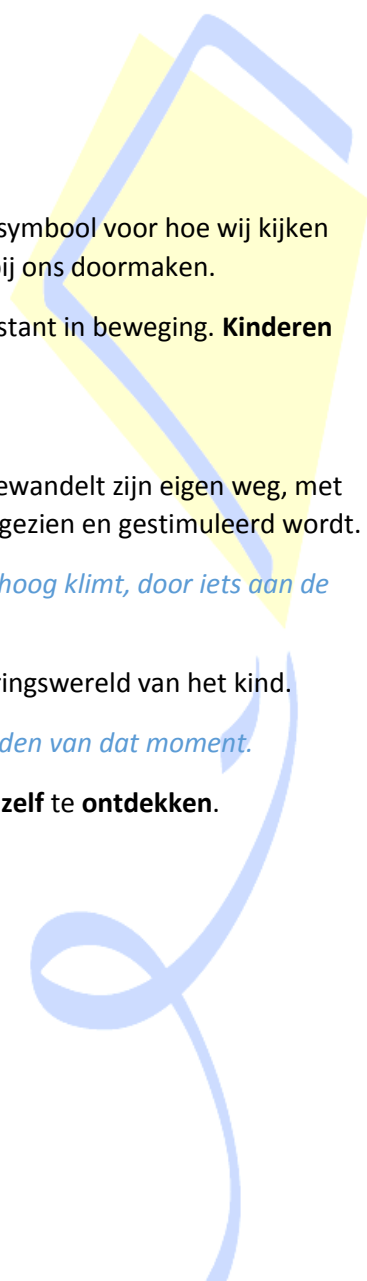 symbool voor hoe wij kijken
bij ons doormaken.
stant in beweging. Kinderen
ewandelt zijn eigen weg, met
gezien en gestimuleerd wordt.
hoog klimt, door iets aan de
ringswereld van het kind.
den van dat moment.
zelf te ontdekken.